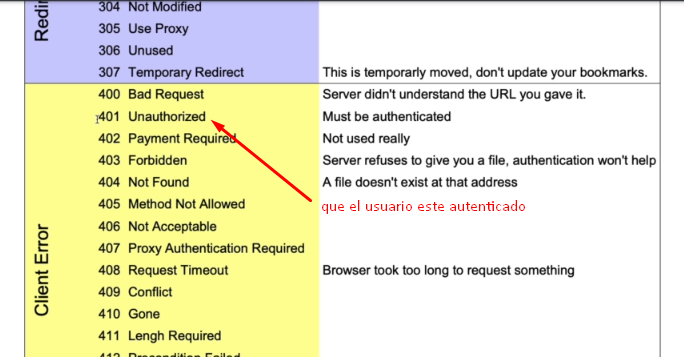 304 Not Modified
305 Use Proxy
306 Unused
307 Temporary Redirect This is temporarly moved, don't update your bookmarks.
400 Bad Request Server didn't understand the URL you gave it.
401 Unauthorized Must be authenticated
402 Payment Required Not used really
403 Forbidden Server refuses to give you a file, authentication won't help
404 Not Found A file doesn't exist at that address
405 Method Not Allowed que el usuario este autenticado
406 Not Acceptable
407 Proxy Authentication Required
408 Request Timeout Browser took too long to request something
409 Conflict
410 Gone
411 Lengh Required
412 Precondition Failed
Redi
Client Error